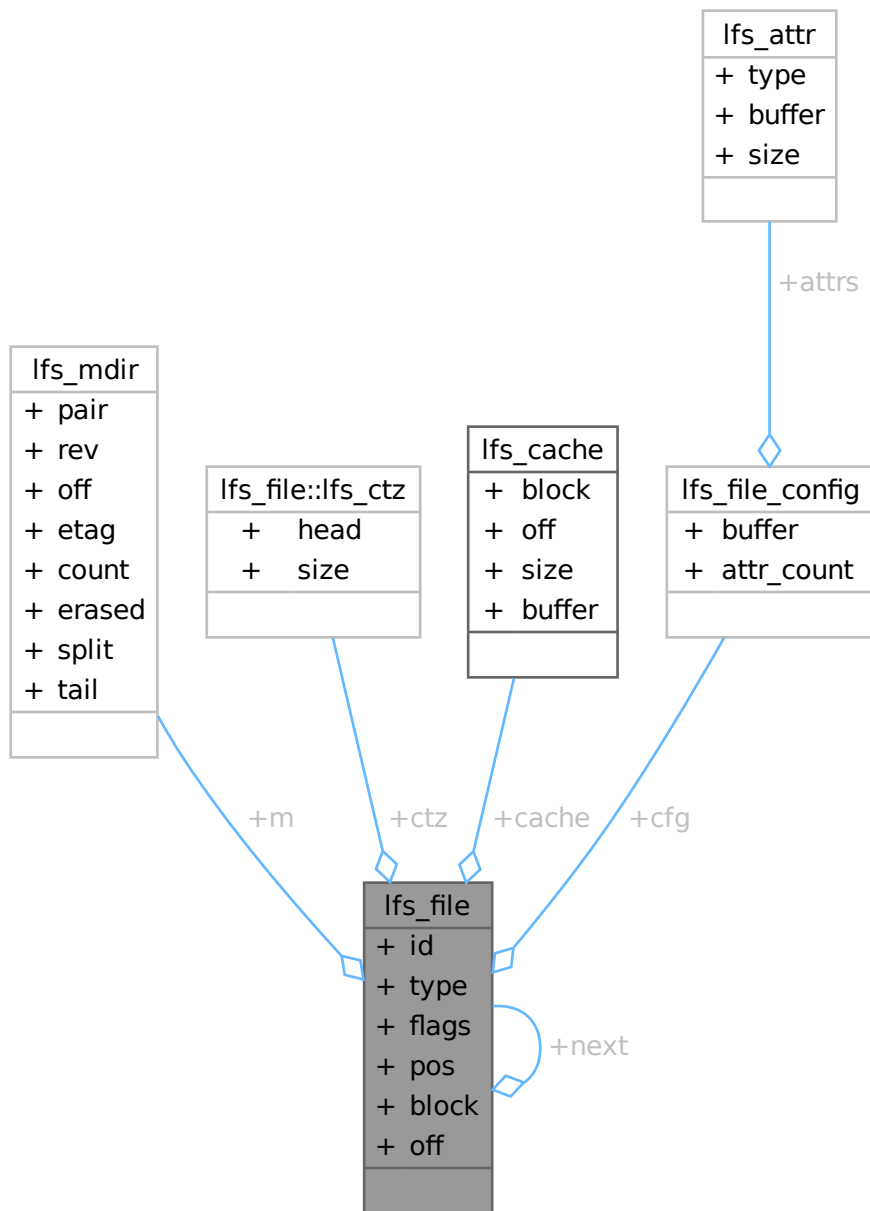 lfs_attr
+ type
+ buffer
+ size
+attrs
lfs_mdir
+ pair
+ rev
+ off
+ etag
+ count
+ erased
+ split
+ tail
lfs_file::lfs_ctz
+ head
+ size
lfs_cache
+ block
+ off
+ size
+ buffer
lfs_file_config
+ buffer
+ attr_count
+m
+ctz
+cache
+cfg
lfs_file
+ id
+ type
+ flags
+ pos
+ block
+ off
+next